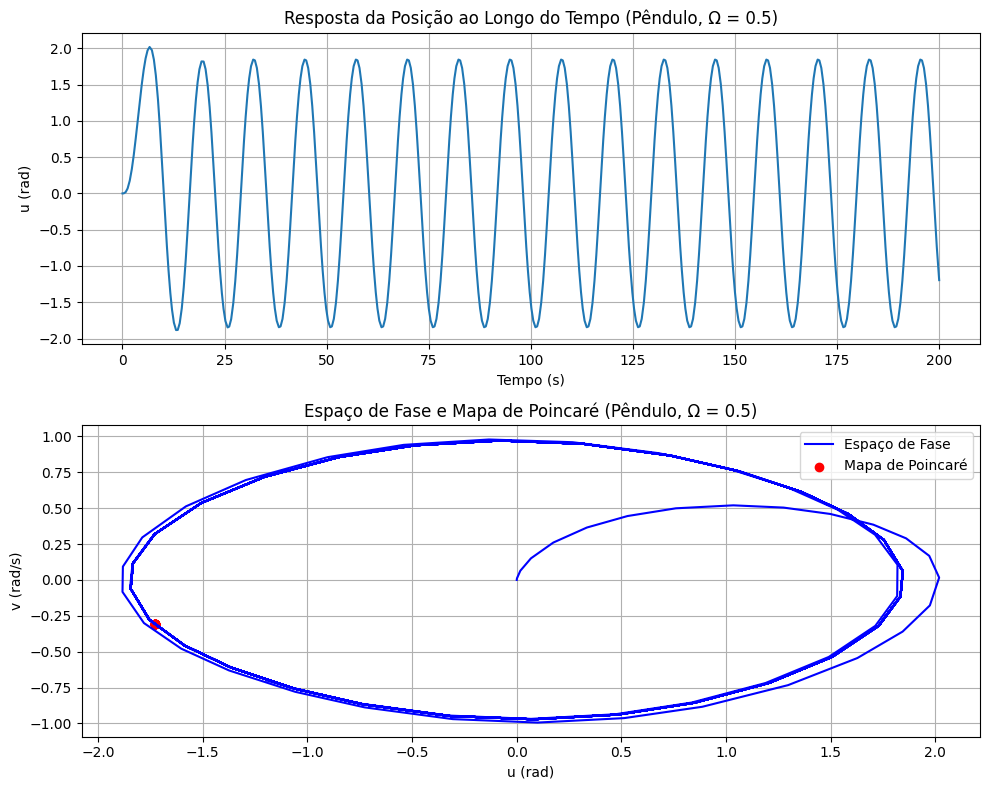 Resposta da Posição ao Longo do Tempo (Pêndulo, Ω = 0.5)
2.0
1.5
1.0
0.5
0.0
−0.5
−1.0
−1.5
−2.0
u (rad)
0 25 50 75 100 125 150 175 200
Tempo (s)
Espaço de Fase e Mapa de Poincaré (Pêndulo, Ω = 0.5)
Espaço de Fase
Mapa de Poincaré
1.00
0.75
0.50
0.25
0.00
−0.25
−0.50
−0.75
−1.00
v (rad/s)
−2.0 −1.5 −1.0 −0.5 0.0 0.5 1.0 1.5 2.0
u (rad)